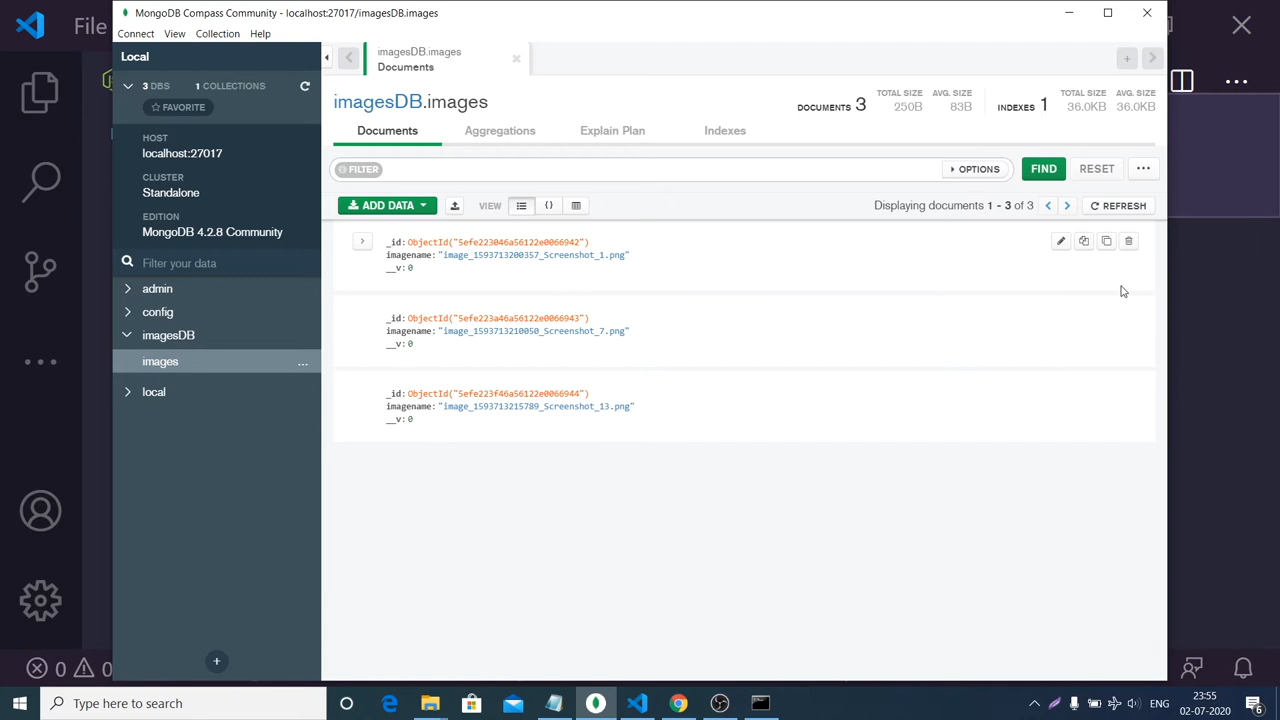 File
MongoDB Compass Community - localhost:27017/imagesDB.images
Connect View Collection Help
Local
3 DBS 1 COLLECTIONS
FAVORITE
HOST
localhost:27017
CLUSTER
Standalone
EDITION
MongoDB 4.2.8 Community
Filter your data
admin
config
imagesDB
images ...
local
+
imagesDB.images
Documents
imagesDB.images
DOCUMENTS 3
TOTAL SIZE AVG. SIZE
250B 83B
INDEXES 1
TOTAL SIZE AVG. SIZE
36.0KB 36.0KB
Documents Aggregations Explain Plan Indexes
FILTER OPTIONS FIND RESET ...
ADD DATA VIEW {} Displaying documents 1 - 3 of 3 REFRESH
_id: ObjectId("5efe223046a56122e0066942")
imagename: "image_1593713200357_Screenshot_1.png"
__v: 0
_id: ObjectId("5efe223a46a56122e0066943")
imagename: "image_1593713210050_Screenshot_7.png"
__v: 0
_id: ObjectId("5efe223f46a56122e0066944")
imagename: "image_1593713215789_Screenshot_13.png"
__v: 0
0 0
Type here to search
ENG
23:55
02-07-2020
6